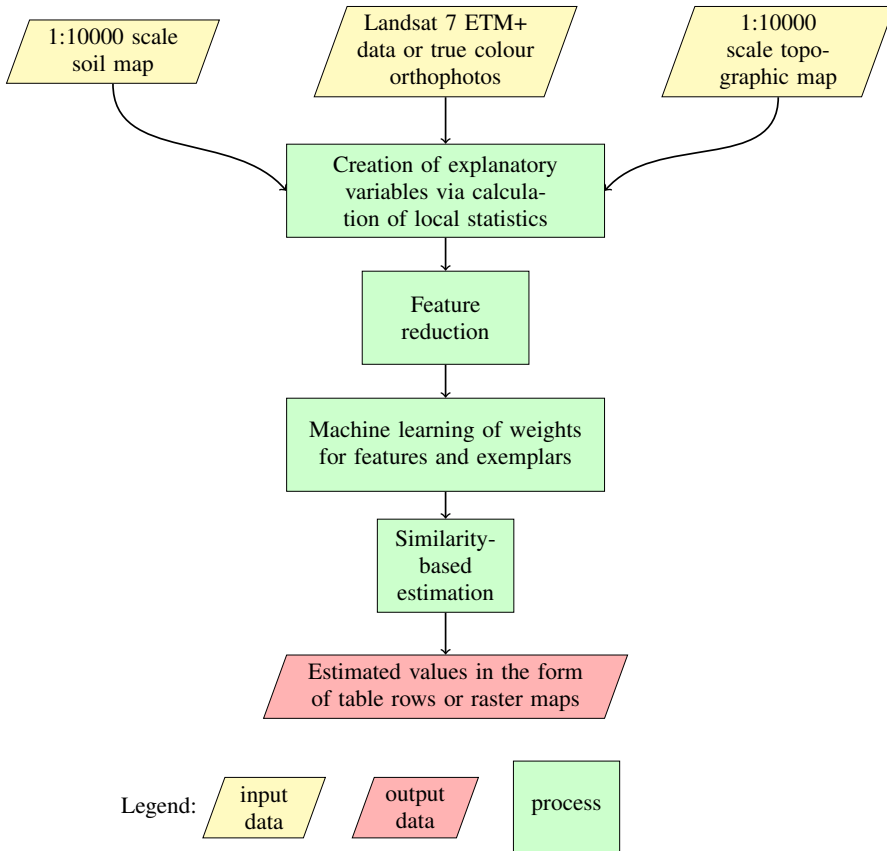 1:10000 scale
soil map
Landsat 7 ETM+
data or true colour
orthophotos
1:10000
scale topo-
graphic map
Creation of explanatory
variables via calcula-
tion of local statistics
Feature
reduction
Machine learning of weights
for features and exemplars
Similarity-
based
estimation
Estimated values in the form
of table rows or raster maps
Legend:
input
data
output
data
process